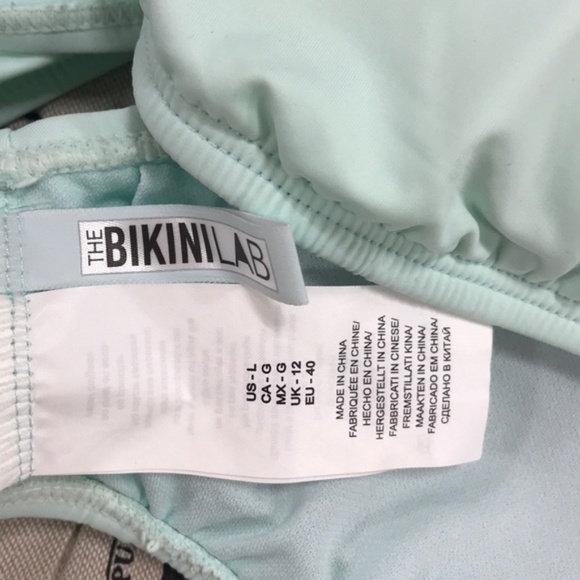 THE BIKINI LAB
US - L
CA - G
MX - G
UK - 12
EU - 40
MADE IN CHINA
FABRIQUÉE EN CHINE/
HECHO EN CHINA/
HERGESTELLT IN CHINA
FABBRICATI IN CINESE/
FREMSTILLATI KINA/
MAAKTEN IN CHINA/
FABRICADO EM CHINA/
СДЕЛАНО В КИТАЙ